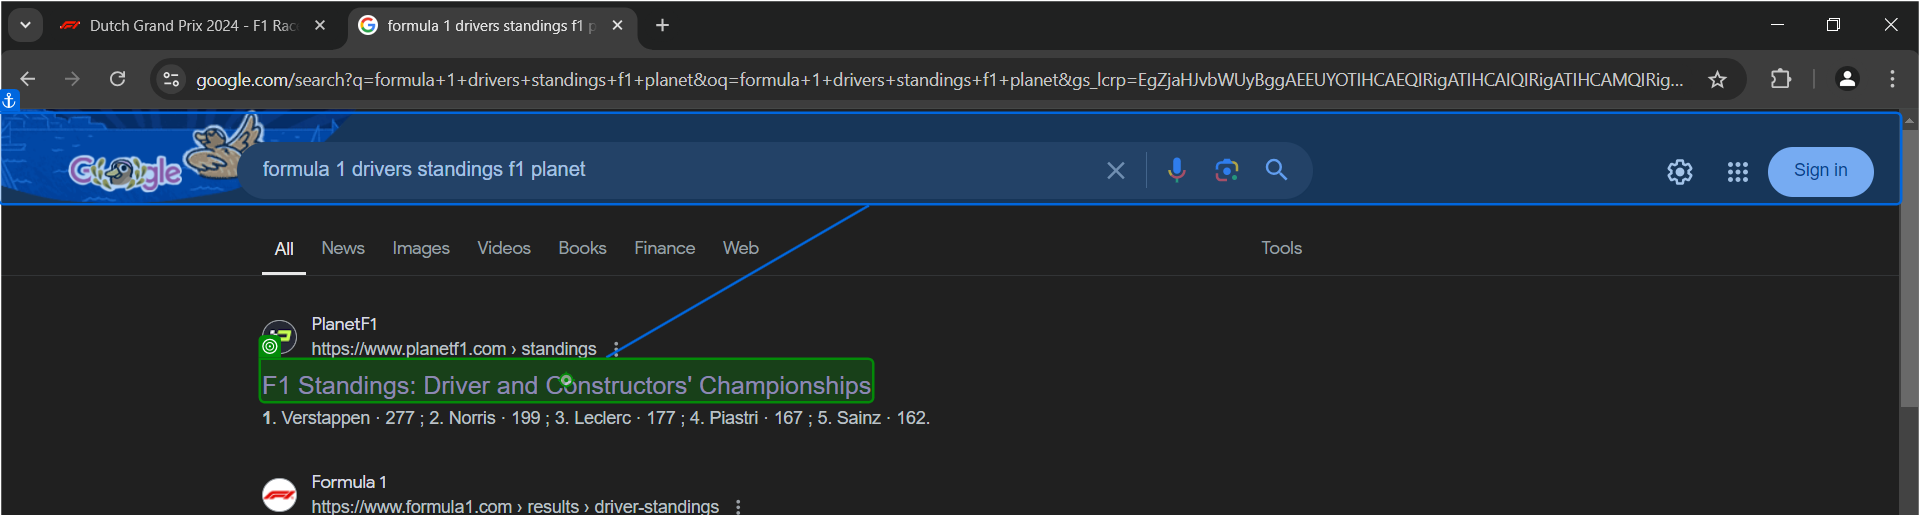 Dutch Grand Prix 2024 - F1 Rac
formula 1 drivers standings f1 p
google.com/search?q=formula+1+drivers+standings+f1+planet&oq=formula+1+drivers+standings+f1+planet&gs_lcrp=EgZjaHJvbWUyBggAEEUYOTIHCAEQIRigATIHCAIQIRigATIHCAMQIRig...
Google
formula 1 drivers standings f1 planet
Sign in
All News Images Videos Books Finance Web Tools
PlanetF1
https://www.planetf1.com › standings
F1 Standings: Driver and Constructors' Championships
1. Verstappen · 277 ; 2. Norris · 199 ; 3. Leclerc · 177 ; 4. Piastri · 167 ; 5. Sainz · 162.
Formula 1
https://www.formula1.com › results › driver-standings